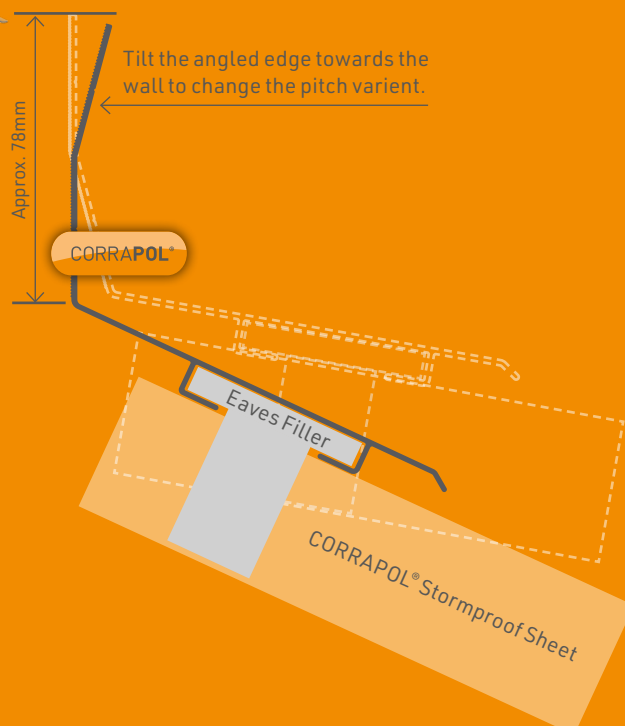 Tilt the angled edge towards the
wall to change the pitch varient.
Approx. 78mm
CORRAPOL®
Eaves Filler
CORRAPOL® Stormproof Sheet